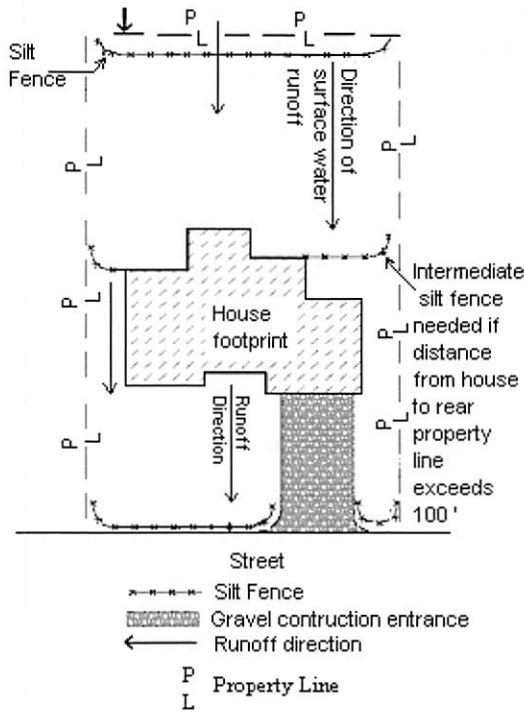 P
L
P
L
Silt
Fence
Direction of
surface water
runoff
P
L
P
L
Intermediate
silt fence
needed if
distance
from house
to rear
property
line
exceeds
100 '
House
footprint
P
L
P
L
Runoff
Direction
P
L
P
L
Street
Silt Fence
Gravel contruction entrance
Runoff direction
P
L
Property Line